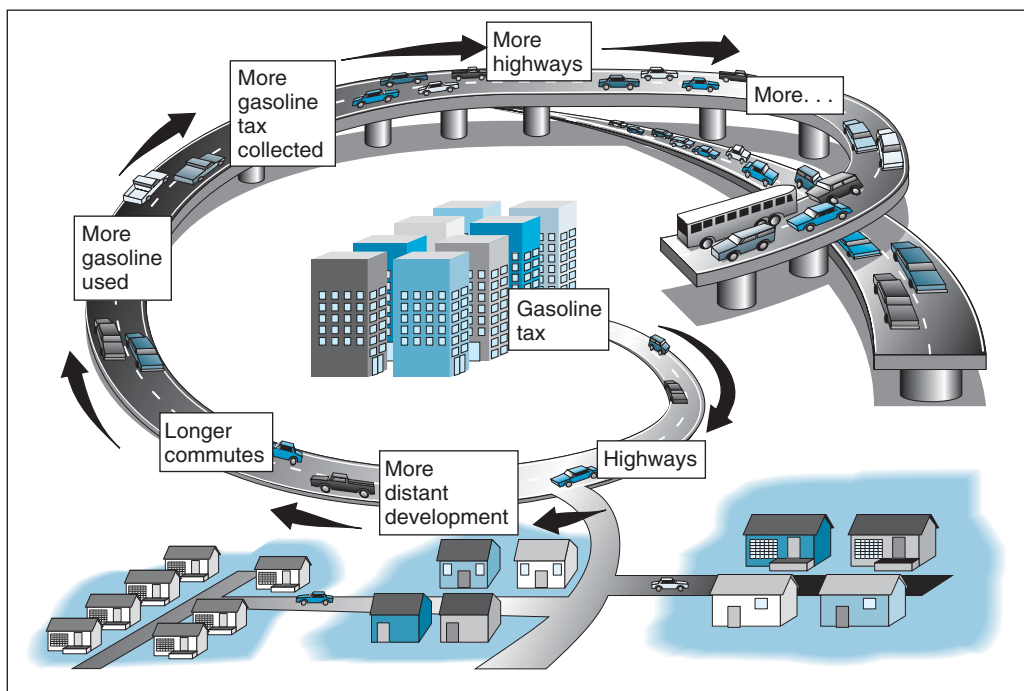 Gasoline
tax
Highways
More
distant
development
Longer
commutes
More
gasoline
used
More
gasoline
tax
collected
More
highways
More. . .